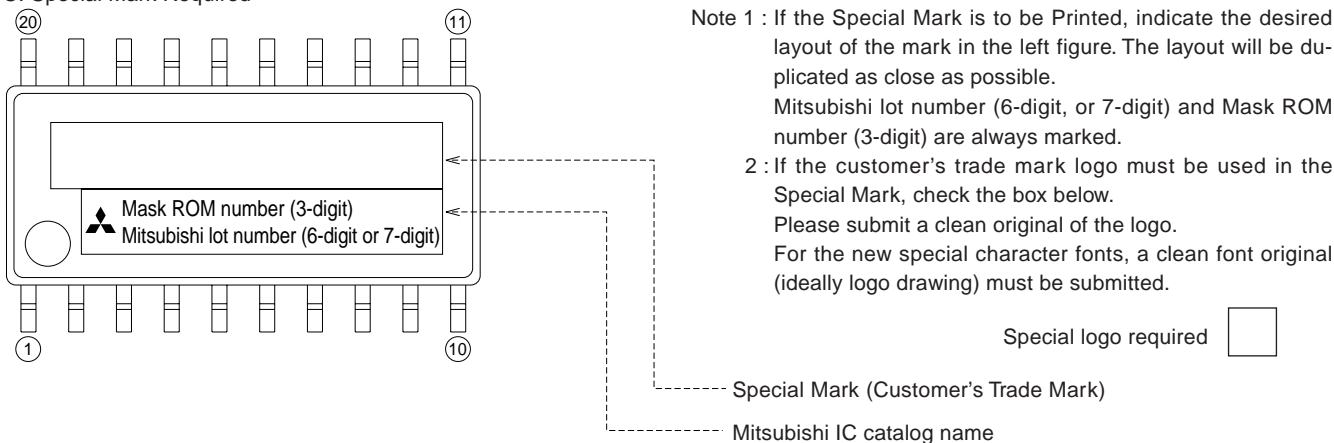 Special Mark Required
20
11
Mask ROM number (3-digit)
Mitsubishi lot number (6-digit or 7-digit)
1
10
Note 1 : If the Special Mark is to be Printed, indicate the desired
layout of the mark in the left figure. The layout will be du-
plicated as close as possible.
Mitsubishi lot number (6-digit, or 7-digit) and Mask ROM
number (3-digit) are always marked.
2 : If the customer's trade mark logo must be used in the
Special Mark, check the box below.
Please submit a clean original of the logo.
For the new special character fonts, a clean font original
(ideally logo drawing) must be submitted.
Special logo required
Special Mark (Customer's Trade Mark)
Mitsubishi IC catalog name